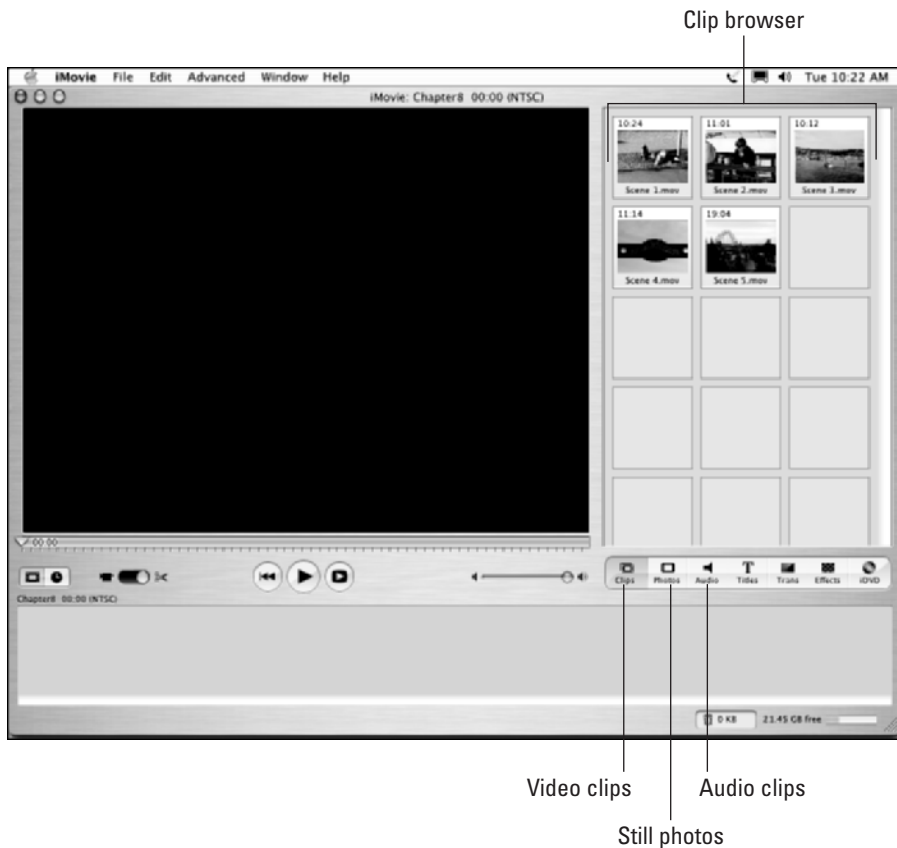 Clip browser
iMovie File Edit Advanced Window Help Tue 10:22 AM
iMovie: Chapter8 00:00 (NTSC)
10:24 11:01 10:12
Scene 1.mov Scene 2.mov Scene 3.mov
11:14 19:04
Scene 4.mov Scene 5.mov
00:00
Clips Photos Audio Titles Trans Effects iDVD
Chapter8 00:00 (NTSC)
0 KB 21.45 GB free
Video clips Audio clips
Still photos